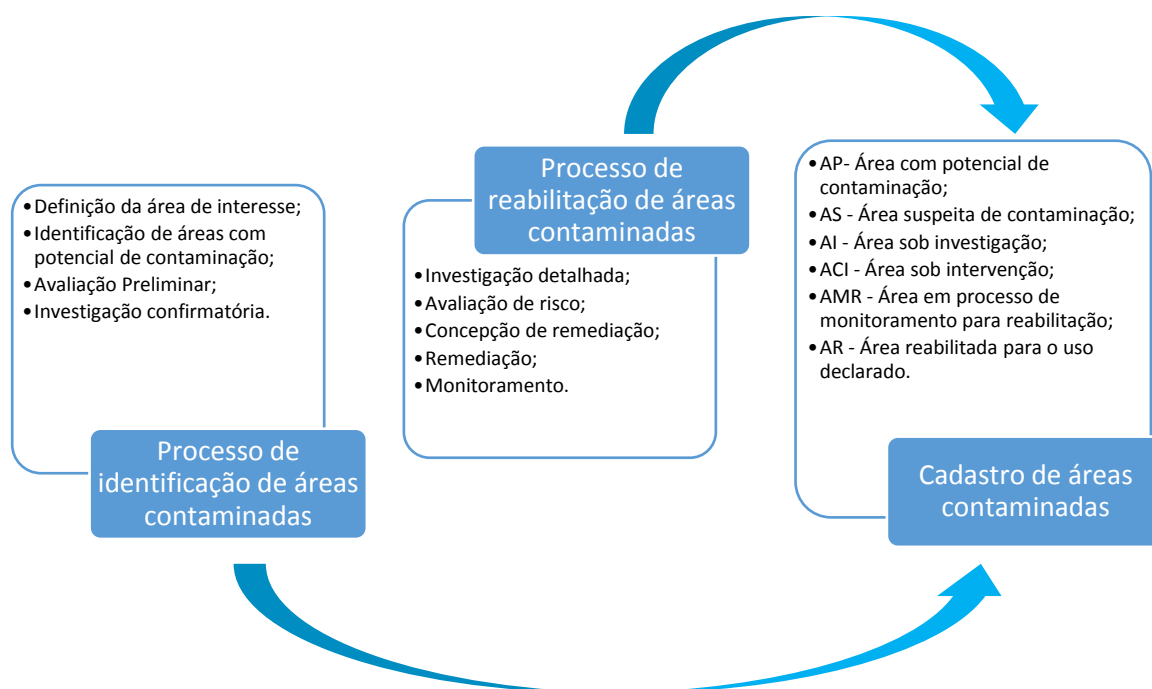 •Definição da área de interesse;
•Identificação de áreas com
potencial de contaminação;
•Avaliação Preliminar;
•Investigação confirmatória.
Processo de
identificação de áreas
contaminadas
Processo de
reabilitação de áreas
contaminadas
•Investigação detalhada;
•Avaliação de risco;
•Concepção de remediação;
•Remediação;
•Monitoramento.
•AP- Área com potencial de
contaminação;
•AS - Área suspeita de contaminação;
•AI - Área sob investigação;
•ACI - Área sob intervenção;
•AMR - Área em processo de
monitoramento para reabilitação;
•AR - Área reabilitada para o uso
declarado.
Cadastro de áreas
contaminadas